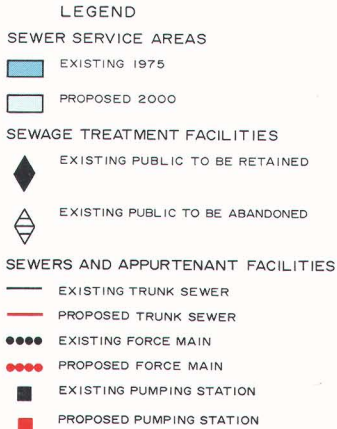 LEGEND
SEWER SERVICE AREAS
EXISTING 1975
PROPOSED 2000
SEWAGE TREATMENT FACILITIES
EXISTING PUBLIC TO BE RETAINED
EXISTING PUBLIC TO BE ABANDONED
SEWERS AND APPURTENANT FACILITIES
EXISTING TRUNK SEWER
PROPOSED TRUNK SEWER
EXISTING FORCE MAIN
PROPOSED FORCE MAIN
EXISTING PUMPING STATION
PROPOSED PUMPING STATION